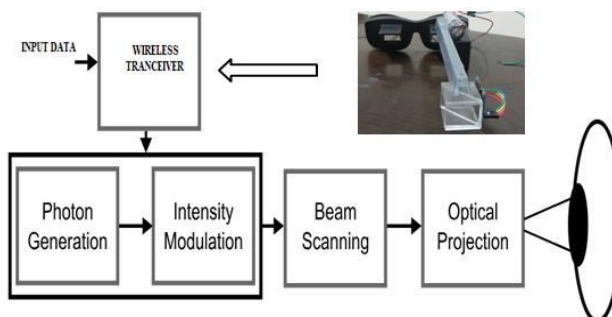 INPUT DATA
WIRELESS
TRANCEIVER
Photon
Generation
Intensity
Modulation
Beam
Scanning
Optical
Projection